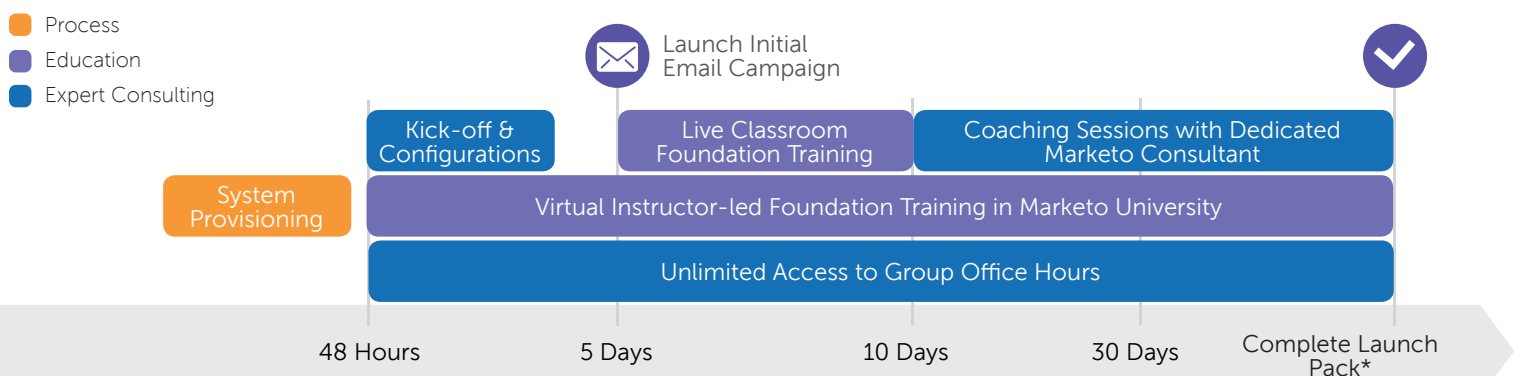 Process
Education
Expert Consulting
Launch Initial
Email Campaign
Kick-off &
Configurations
Live Classroom
Foundation Training
Coaching Sessions with Dedicated
Marketo Consultant
System
Provisioning
Virtual Instructor-led Foundation Training in Marketo University
Unlimited Access to Group Office Hours
48 Hours
5 Days
10 Days
30 Days
Complete Launch
Pack*